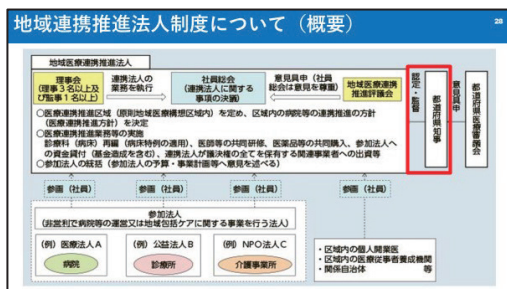 地域連携推進法人制度について（概要）
28
地域医療連携推進法人
理事会
（理事3名以上及
び監事1名以上）
連携法人の
業務を執行
社員総会
（連携法人に関する
事項の決議）
意見具申（社員
総会は意見を尊重）
地域医療連携
推進評議会
認定・監督
都道府県知事
意見具申
都道府県医療審議会
○医療連携推進区域（原則地域医療構想区域内）を定め、区域内の病院等の連携推進の方針
（医療連携推進方針）を決定
○医療連携推進業務等の実施
診療科（病床）再編（病床特例の適用）、医師等の共同研修、医薬品等の共同購入、参加法人へ
の資金貸付（基金造成を含む）、連携法人が議決権の全てを保有する関連事業者への出資等
○参加法人の統括（参加法人の予算・事業計画等へ意見を述べる）
参画（社員）
参画（社員）
参画（社員）
参画（社員）
参加法人
（非営利で病院等の運営又は地域包括ケアに関する事業を行う法人）
（例）医療法人A
病院
（例）公益法人B
診療所
（例）NPO法人C
介護事業所
・区域内の個人開業医
・区域内の医療従事者養成機関
・関係自治体　　　等